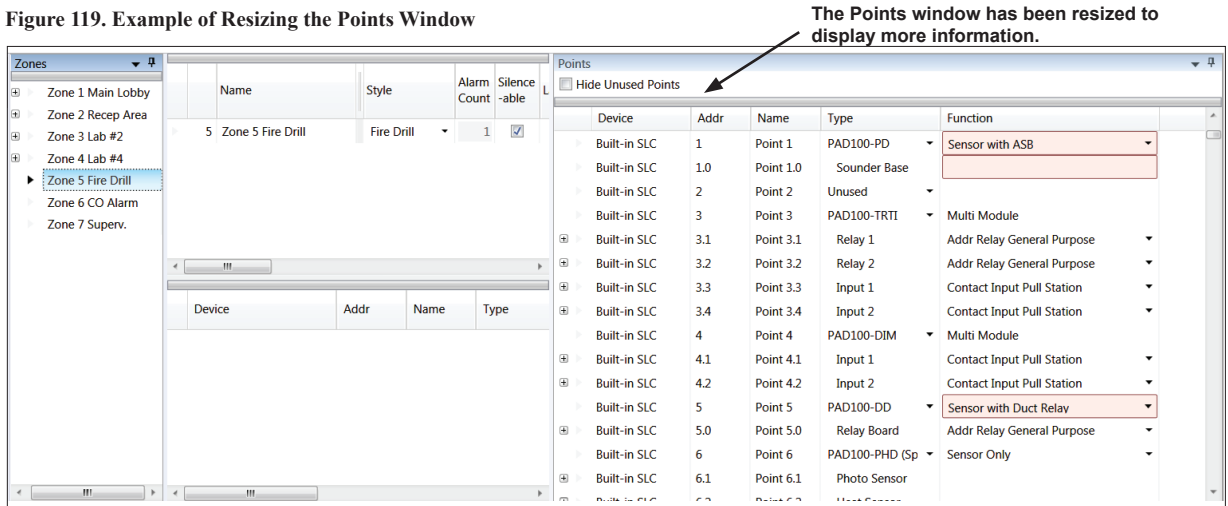 Figure 119. Example of Resizing the Points Window
The Points window has been resized to
display more information.
Zones
Zone 1 Main Lobby
Zone 2 Recep Area
Zone 3 Lab #2
Zone 4 Lab #4
Zone 5 Fire Drill
Zone 6 CO Alarm
Zone 7 Superv.
Name Style Alarm Count Silence-able L
5 Zone 5 Fire Drill Fire Drill 1
Device Addr Name Type
Points
Hide Unused Points
Device Addr Name Type Function
Built-in SLC 1 Point 1 PAD100-PD Sensor with ASB
Built-in SLC 1.0 Point 1.0 Sounder Base
Built-in SLC 2 Point 2 Unused
Built-in SLC 3 Point 3 PAD100-TRTI Multi Module
Built-in SLC 3.1 Point 3.1 Relay 1 Addr Relay General Purpose
Built-in SLC 3.2 Point 3.2 Relay 2 Addr Relay General Purpose
Built-in SLC 3.3 Point 3.3 Input 1 Contact Input Pull Station
Built-in SLC 3.4 Point 3.4 Input 2 Contact Input Pull Station
Built-in SLC 4 Point 4 PAD100-DIM Multi Module
Built-in SLC 4.1 Point 4.1 Input 1 Contact Input Pull Station
Built-in SLC 4.2 Point 4.2 Input 2 Contact Input Pull Station
Built-in SLC 5 Point 5 PAD100-DD Sensor with Duct Relay
Built-in SLC 5.0 Point 5.0 Relay Board Addr Relay General Purpose
Built-in SLC 6 Point 6 PAD100-PHD (Sp Sensor Only
Built-in SLC 6.1 Point 6.1 Photo Sensor